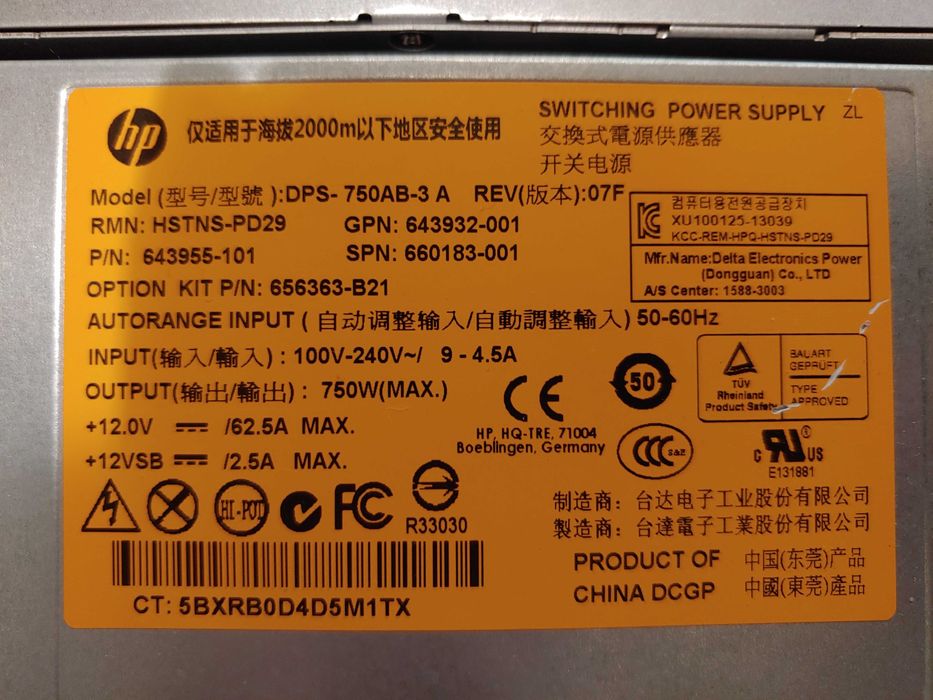 hp
仅适用于海拔2000m以下地区安全使用
SWITCHING POWER SUPPLY ZL
交換式電源供應器
开关电源
Model (型号/型號):DPS-750AB-3 A REV(版本):07F
RMN: HSTNS-PD29 GPN: 643932-001
P/N: 643955-101 SPN: 660183-001
OPTION KIT P/N: 656363-B21
컴퓨터용전원공급장치
XU100125-13039
KCC-REM-HPQ-HSTNS-PD29
Mfr.Name:Delta Electronics Power
(Dongguan) Co., LTD
A/S Center: 1588-3003
AUTORANGE INPUT (自动调整输入/自動調整輸入) 50-60Hz
INPUT(输入/輸入): 100V-240V~/ 9 - 4.5A
OUTPUT(输出/輸出): 750W(MAX.)
+12.0V /62.5A MAX.
+12VSB /2.5A MAX.
CE
HP, HQ-TRE, 71004
Boeblingen, Germany
50
TÜV
Rheinland
Product Safety
BAUART
GEPRÜFT
TYPE
APPROVED
CCC S&E
c RU ® US
E131881
HI-POT
FC
R33030
制造商: 台达电子工业股份有限公司
製造商: 台達電子工業股份有限公司
PRODUCT OF 中国(东莞)产品
CHINA DCGP 中國(東莞)產品
CT: 5BXRB0D4D5M1TX